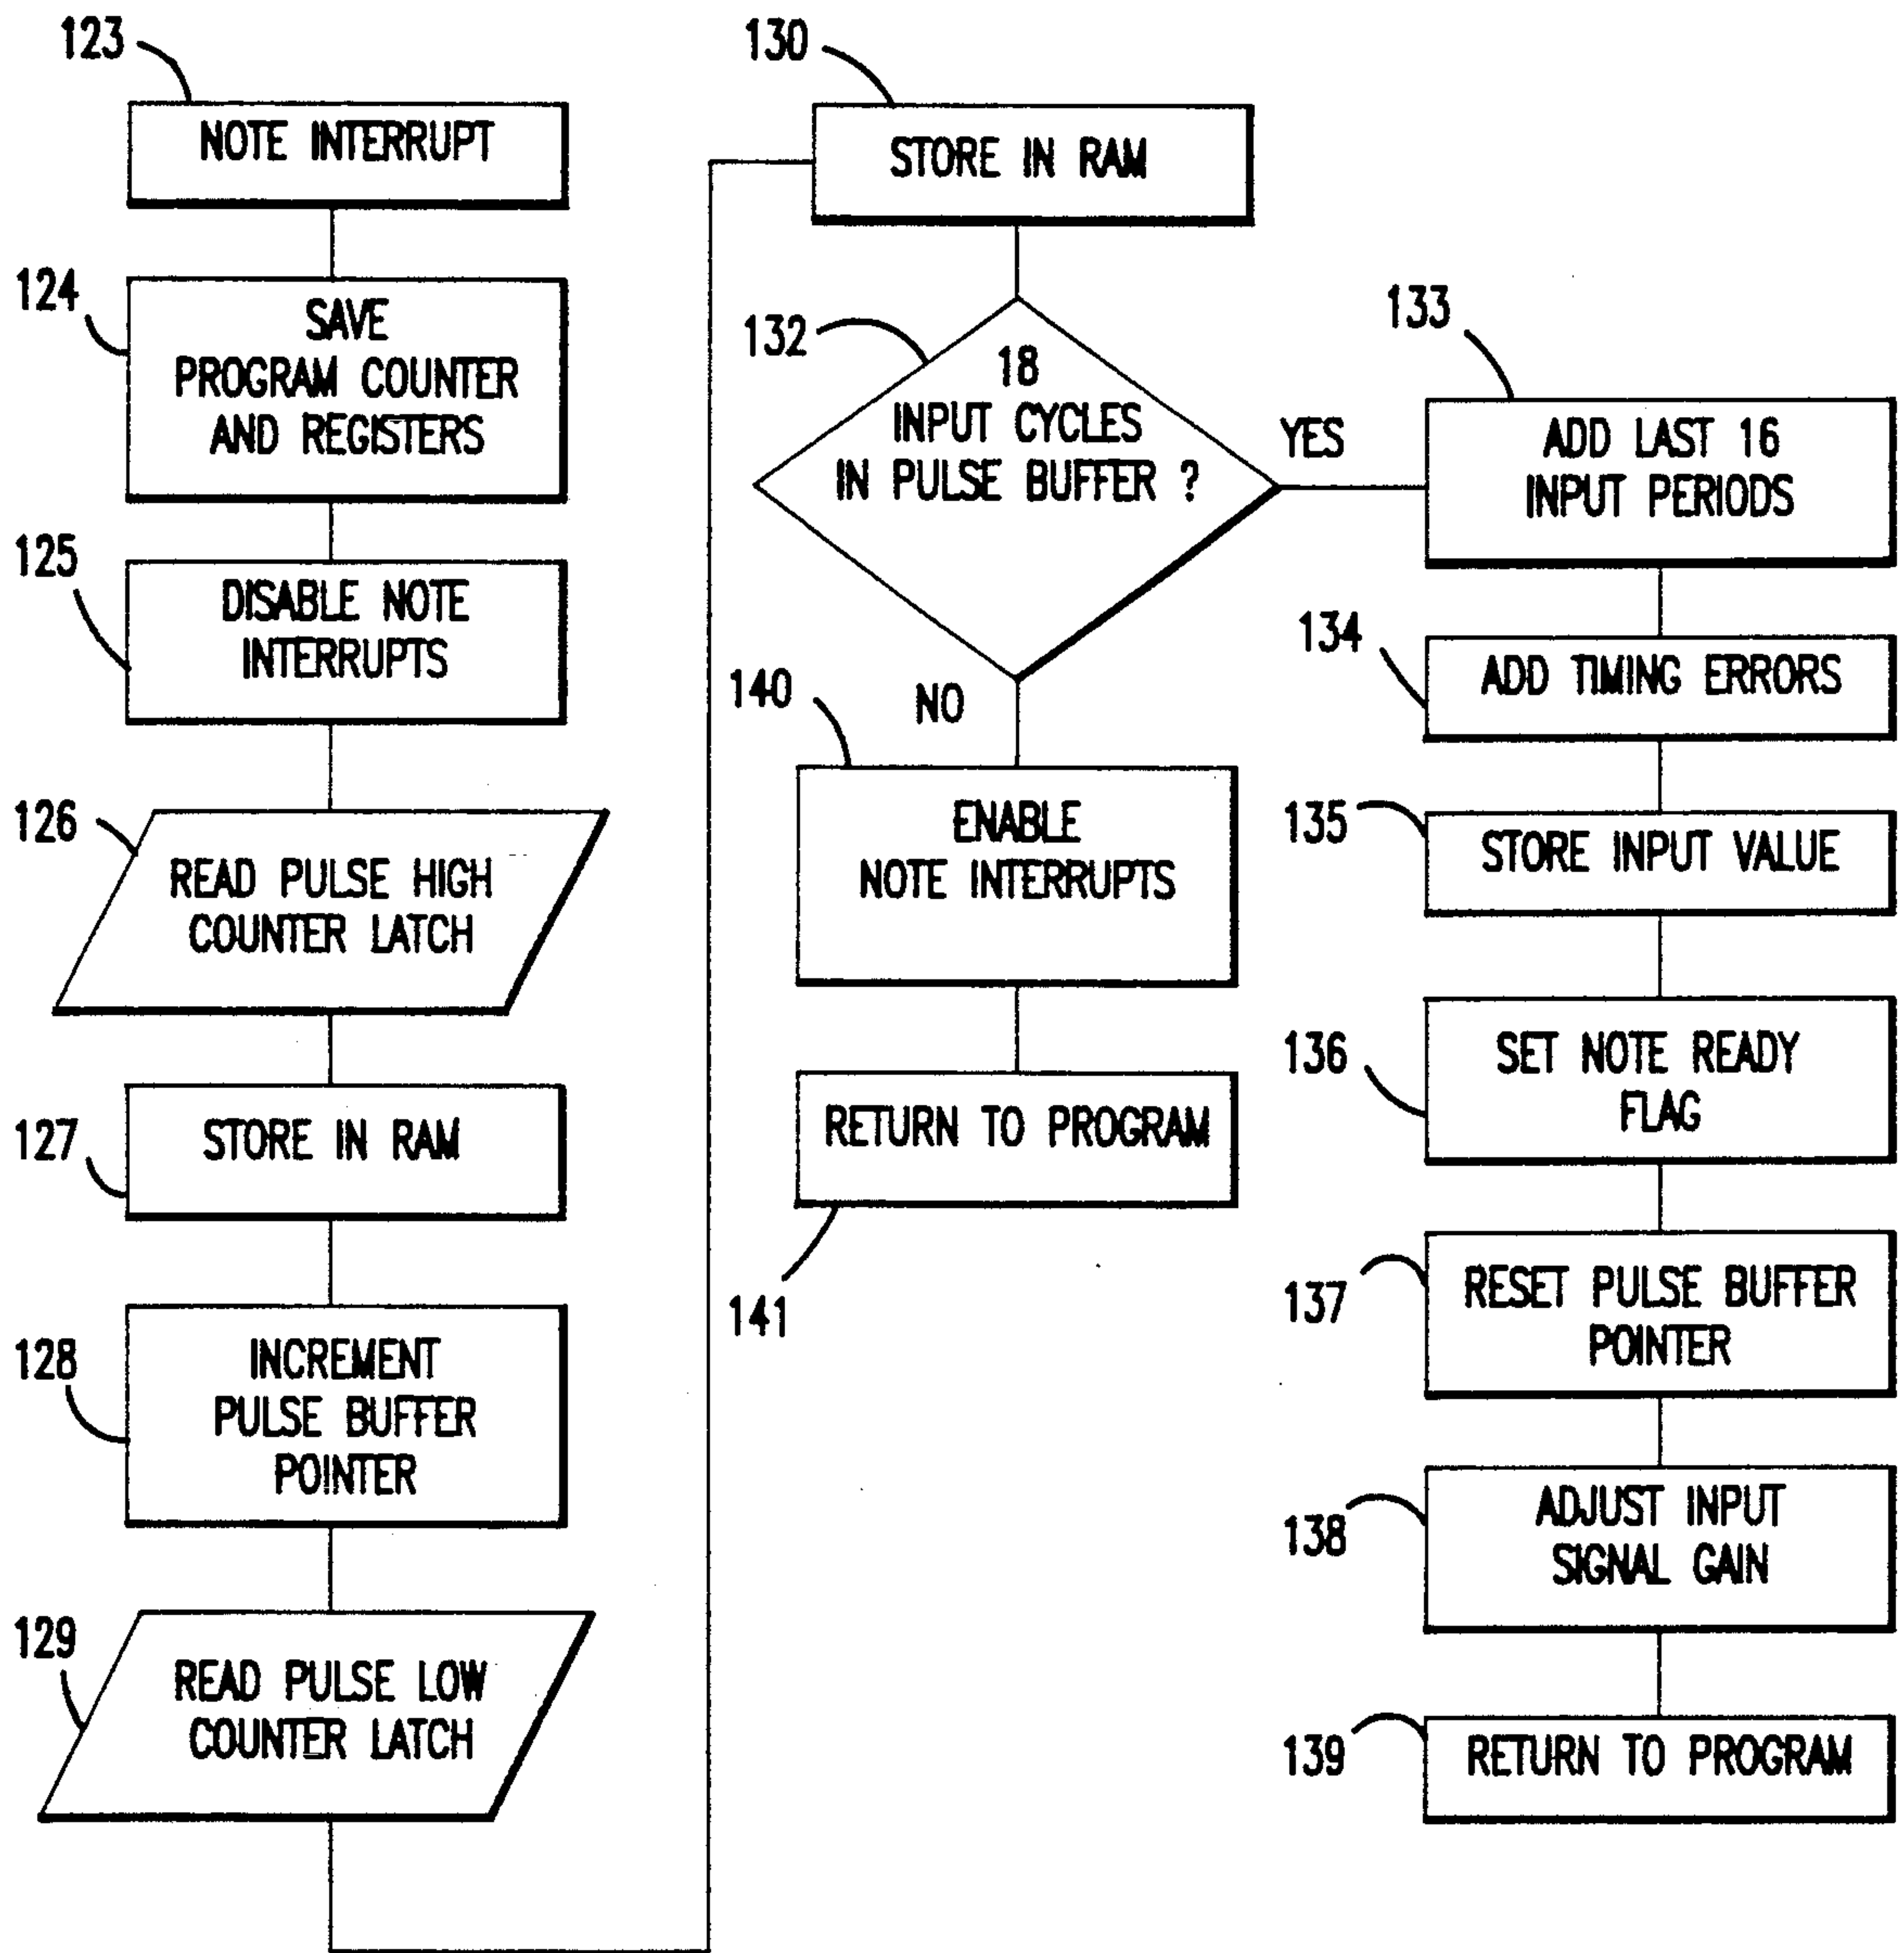 123
NOTE INTERRUPT
124
SAVE
PROGRAM COUNTER
AND REGISTERS
125
DISABLE NOTE
INTERRUPTS
126
READ PULSE HIGH
COUNTER LATCH
127
STORE IN RAM
128
INCREMENT
PULSE BUFFER
POINTER
129
READ PULSE LOW
COUNTER LATCH
130
STORE IN RAM
132
18
INPUT CYCLES
IN PULSE BUFFER ?
YES
NO
140
ENABLE
NOTE INTERRUPTS
RETURN TO PROGRAM
141
133
ADD LAST 16
INPUT PERIODS
134
ADD TIMING ERRORS
135
STORE INPUT VALUE
136
SET NOTE READY
FLAG
137
RESET PULSE BUFFER
POINTER
138
ADJUST INPUT
SIGNAL GAIN
139
RETURN TO PROGRAM